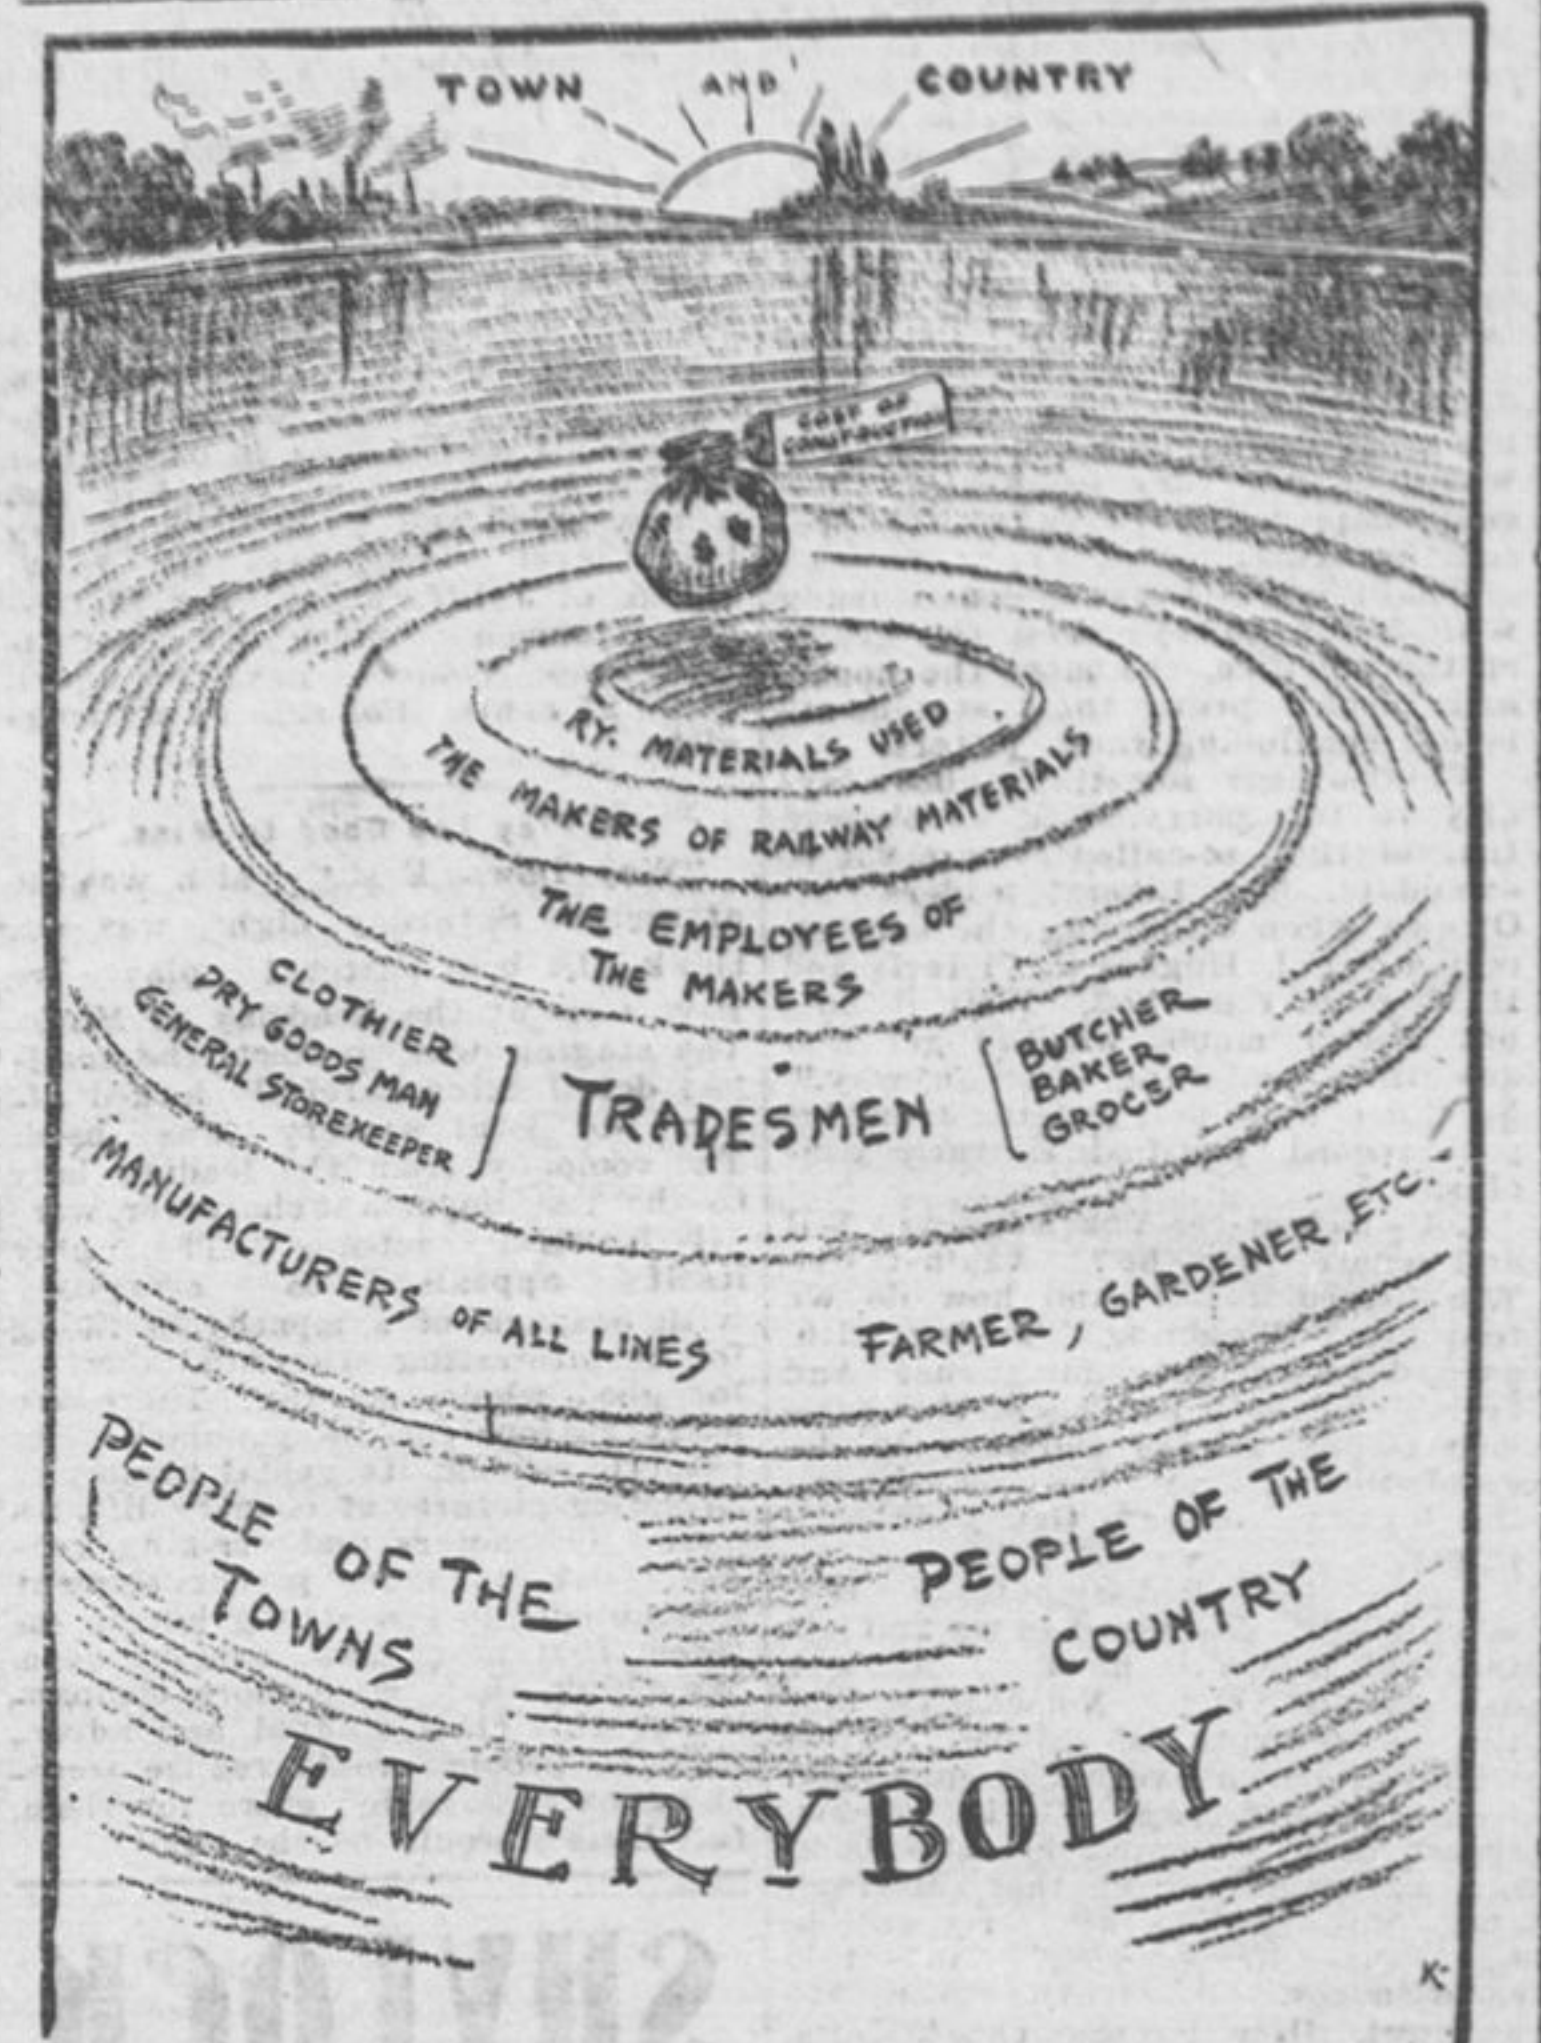 TOWN AND COUNTRY
COST OF
CONSTRUCTION
RY. MATERIALS USED
THE MAKERS OF RAILWAY MATERIALS
THE EMPLOYEES OF
THE MAKERS
CLOTHIER
DRY GOODS MAN
GENERAL STOREKEEPER
TRADESMEN
BUTCHER
BAKER
GROCER
MANUFACTURERS OF ALL LINES
FARMER, GARDENER, ETC.
PEOPLE OF THE
TOWNS
PEOPLE OF THE
COUNTRY
EVERYBODY
K-